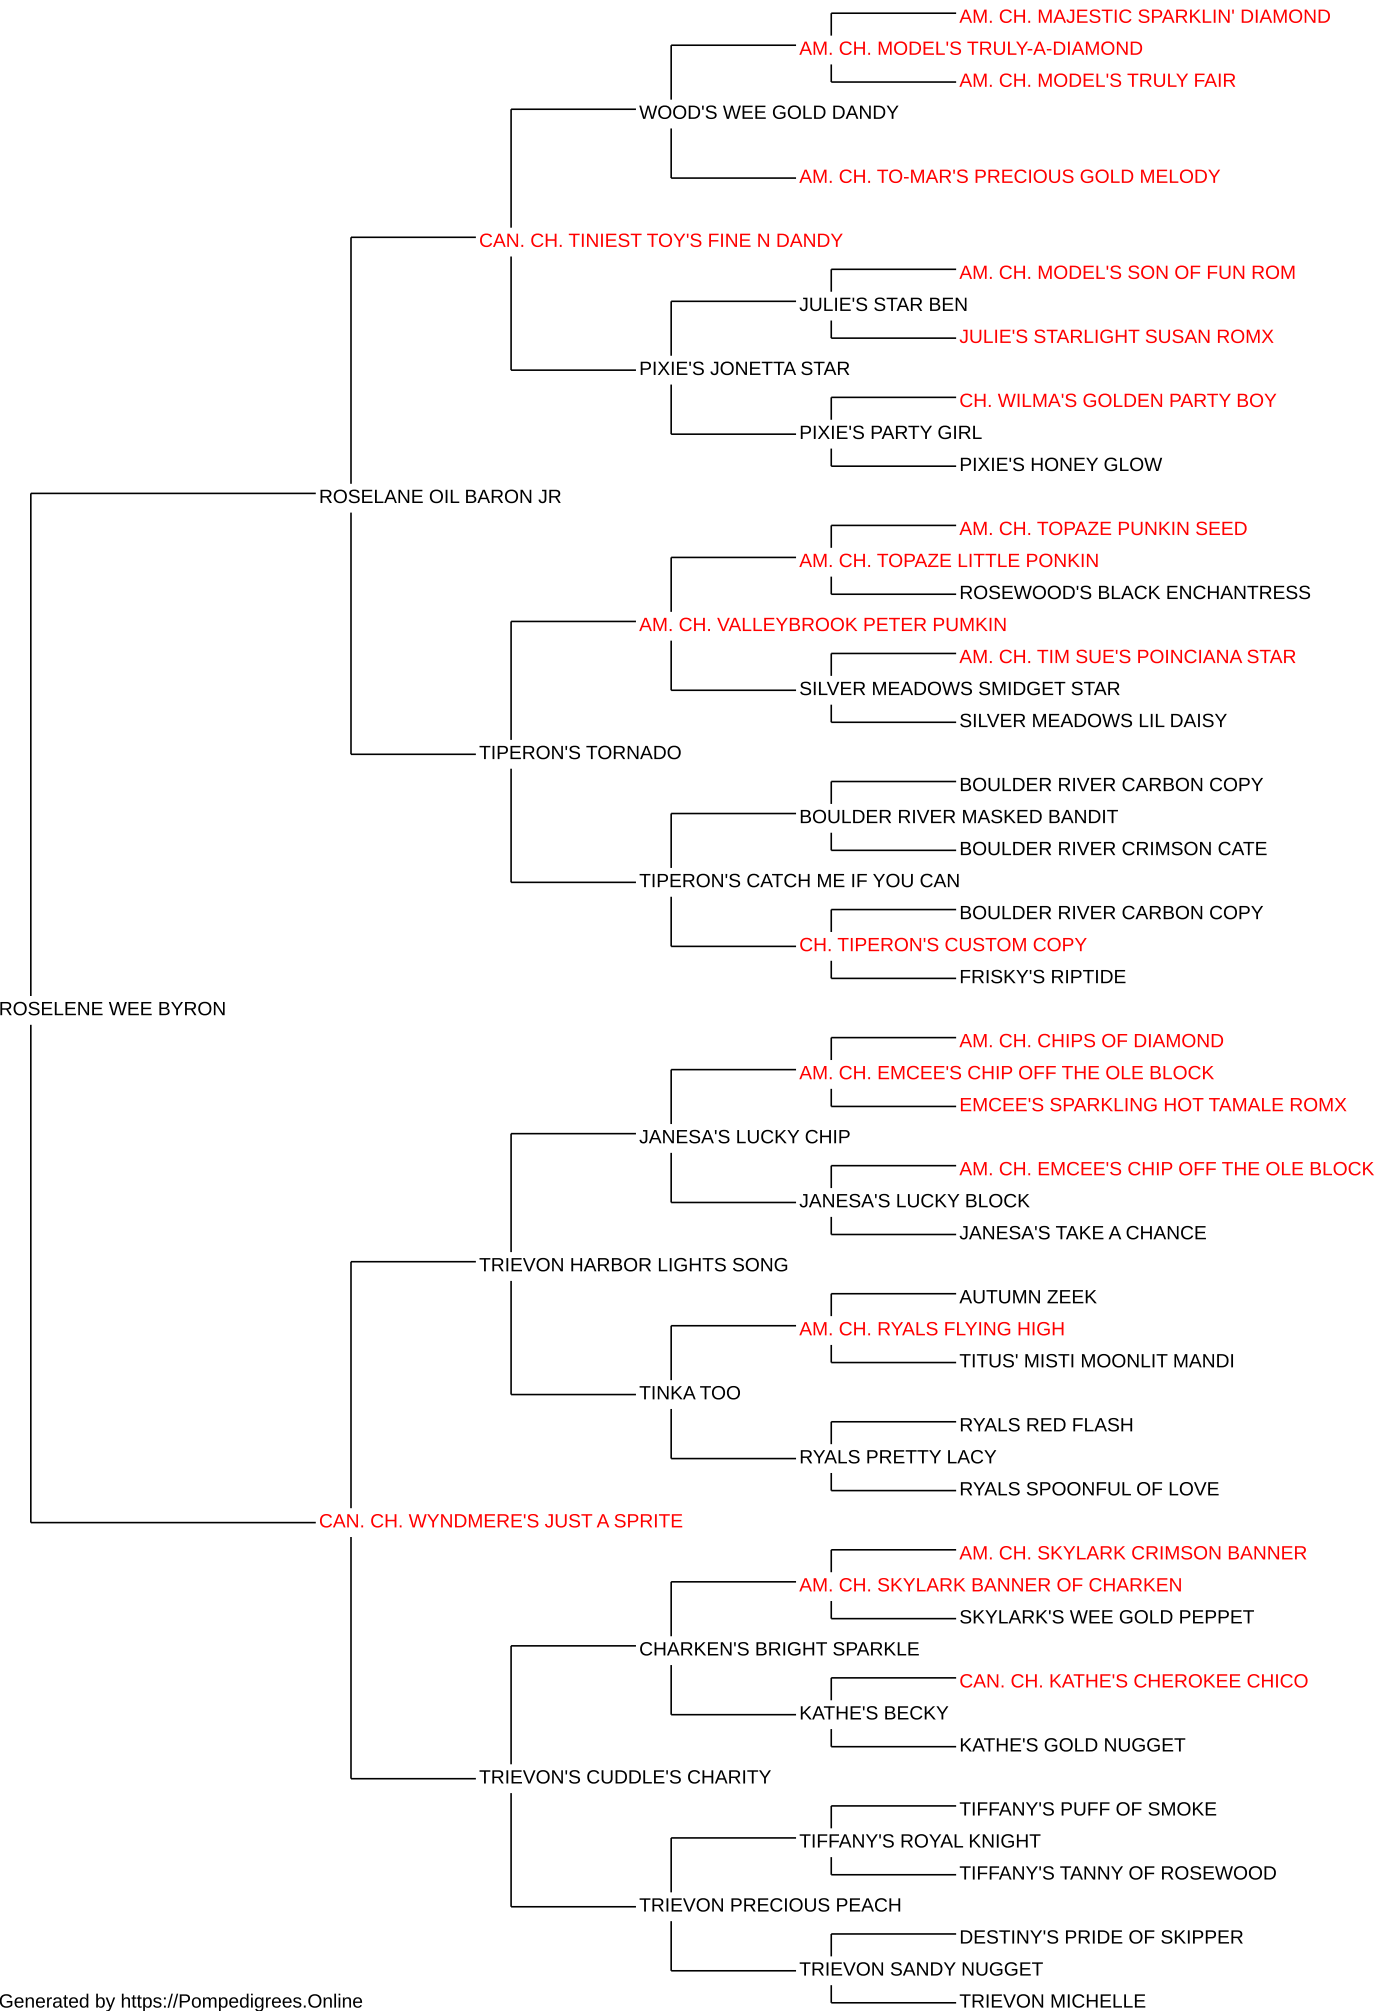 AM. CH. MAJESTIC SPARKLIN' DIAMOND
AM. CH. MODEL'S TRULY-A-DIAMOND
AM. CH. MODEL'S TRULY FAIR
WOOD'S WEE GOLD DANDY
AM. CH. TO-MAR'S PRECIOUS GOLD MELODY
CAN. CH. TINIEST TOY'S FINE N DANDY
AM. CH. MODEL'S SON OF FUN ROM
JULIE'S STAR BEN
JULIE'S STARLIGHT SUSAN ROMX
PIXIE'S JONETTA STAR
CH. WILMA'S GOLDEN PARTY BOY
PIXIE'S PARTY GIRL
PIXIE'S HONEY GLOW
ROSELANE OIL BARON JR
AM. CH. TOPAZE PUNKIN SEED
AM. CH. TOPAZE LITTLE PONKIN
ROSEWOOD'S BLACK ENCHANTRESS
AM. CH. VALLEYBROOK PETER PUMKIN
AM. CH. TIM SUE'S POINCIANA STAR
SILVER MEADOWS SMIDGET STAR
SILVER MEADOWS LIL DAISY
TIPERON'S TORNADO
BOULDER RIVER CARBON COPY
BOULDER RIVER MASKED BANDIT
BOULDER RIVER CRIMSON CATE
TIPERON'S CATCH ME IF YOU CAN
BOULDER RIVER CARBON COPY
CH. TIPERON'S CUSTOM COPY
FRISKY'S RIPTIDE
ROSELENE WEE BYRON
AM. CH. CHIPS OF DIAMOND
AM. CH. EMCEE'S CHIP OFF THE OLE BLOCK
EMCEE'S SPARKLING HOT TAMALE ROMX
JANESA'S LUCKY CHIP
AM. CH. EMCEE'S CHIP OFF THE OLE BLOCK
JANESA'S LUCKY BLOCK
JANESA'S TAKE A CHANCE
TRIEVON HARBOR LIGHTS SONG
AUTUMN ZEEK
AM. CH. RYALS FLYING HIGH
TITUS' MISTI MOONLIT MANDI
TINKA TOO
RYALS RED FLASH
RYALS PRETTY LACY
RYALS SPOONFUL OF LOVE
CAN. CH. WYNDMERE'S JUST A SPRITE
AM. CH. SKYLARK CRIMSON BANNER
AM. CH. SKYLARK BANNER OF CHARKEN
SKYLARK'S WEE GOLD PEPPET
CHARKEN'S BRIGHT SPARKLE
CAN. CH. KATHE'S CHEROKEE CHICO
KATHE'S BECKY
KATHE'S GOLD NUGGET
TRIEVON'S CUDDLE'S CHARITY
TIFFANY'S PUFF OF SMOKE
TIFFANY'S ROYAL KNIGHT
TIFFANY'S TANNY OF ROSEWOOD
TRIEVON PRECIOUS PEACH
DESTINY'S PRIDE OF SKIPPER
TRIEVON SANDY NUGGET
TRIEVON MICHELLE
Generated by https://Pompedigrees.Online